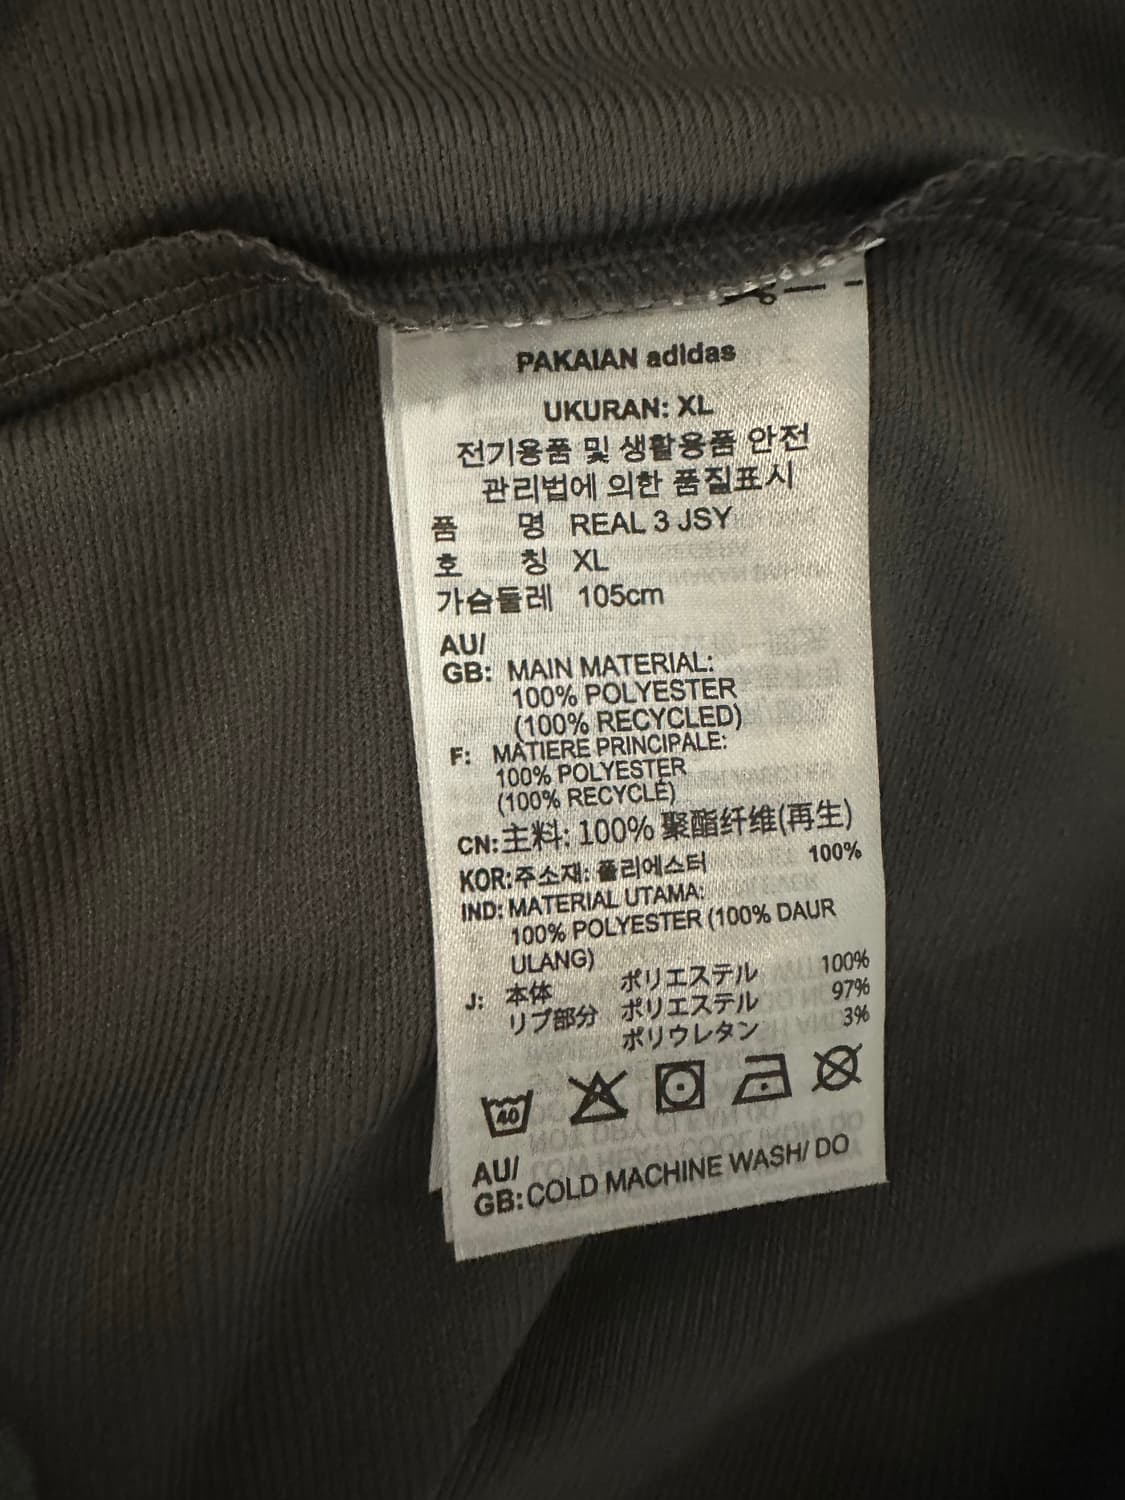 PAKAIAN adidas
UKURAN: XL
전기용품 및 생활용품 안전
관리법에 의한 품질표시
품 명 REAL 3 JSY
호 칭 XL
가슴둘레 105cm
AU/
GB: MAIN MATERIAL:
100% POLYESTER
(100% RECYCLED)
F: MATIERE PRINCIPALE:
100% POLYESTER
(100% RECYCLÉ)
CN:主料: 100% 聚酯纤维(再生)
KOR:주소재: 폴리에스터 100%
IND: MATERIAL UTAMA:
100% POLYESTER (100% DAUR
ULANG)
J: 本体 ポリエステル 100%
リブ部分 ポリエステル 97%
ポリウレタン 3%
40
AU/
GB: COLD MACHINE WASH/ DO